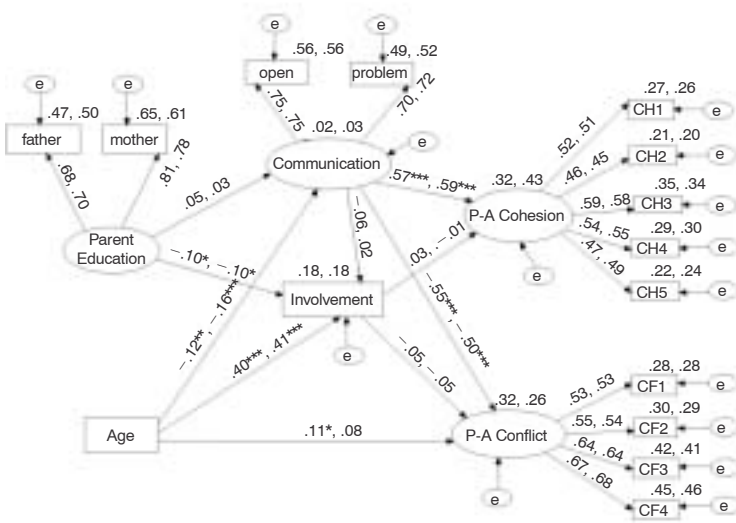 e
.56, .56
open
e
.49, .52
problem
e
.47, .50
father
e
.65, .61
mother
.75, .75
.70, .72
.68, .70
.81, .78
.02, .03
e
Communication
.05, .03
Parent
Education
.57***, .59***
.32, .43
P-A Cohesion
e
.52, .51
.46, .45
.59, .58
.54, .55
.47, .49
.27, .26
CH1
e
.21, .20
CH2
e
.35, .34
CH3
e
.29, .30
CH4
e
.22, .24
CH5
e
–.10*, –.10*
–.06, .02
.18, .18
Involvement
e
.03, –.01
–.55***, –.50***
–.12**, –.16***
.40***, .41***
–.05, –.05
Age
.11*, .08
.32, .26
P-A Conflict
e
.53, .53
.55, .54
.64, .64
.67, .68
.28, .28
CF1
e
.30, .29
CF2
e
.42, .41
CF3
e
.45, .46
CF4
e